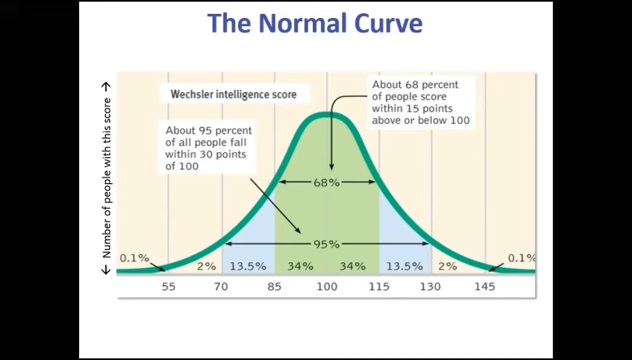 The Normal Curve
Number of people with this score
Wechsler intelligence score
About 68 percent
of people score
within 15 points
above or below 100
About 95 percent
of all people fall
within 30 points
of 100
68%
95%
0.1%
2%
13.5%
34%
34%
13.5%
2%
0.1%
55
70
85
100
115
130
145